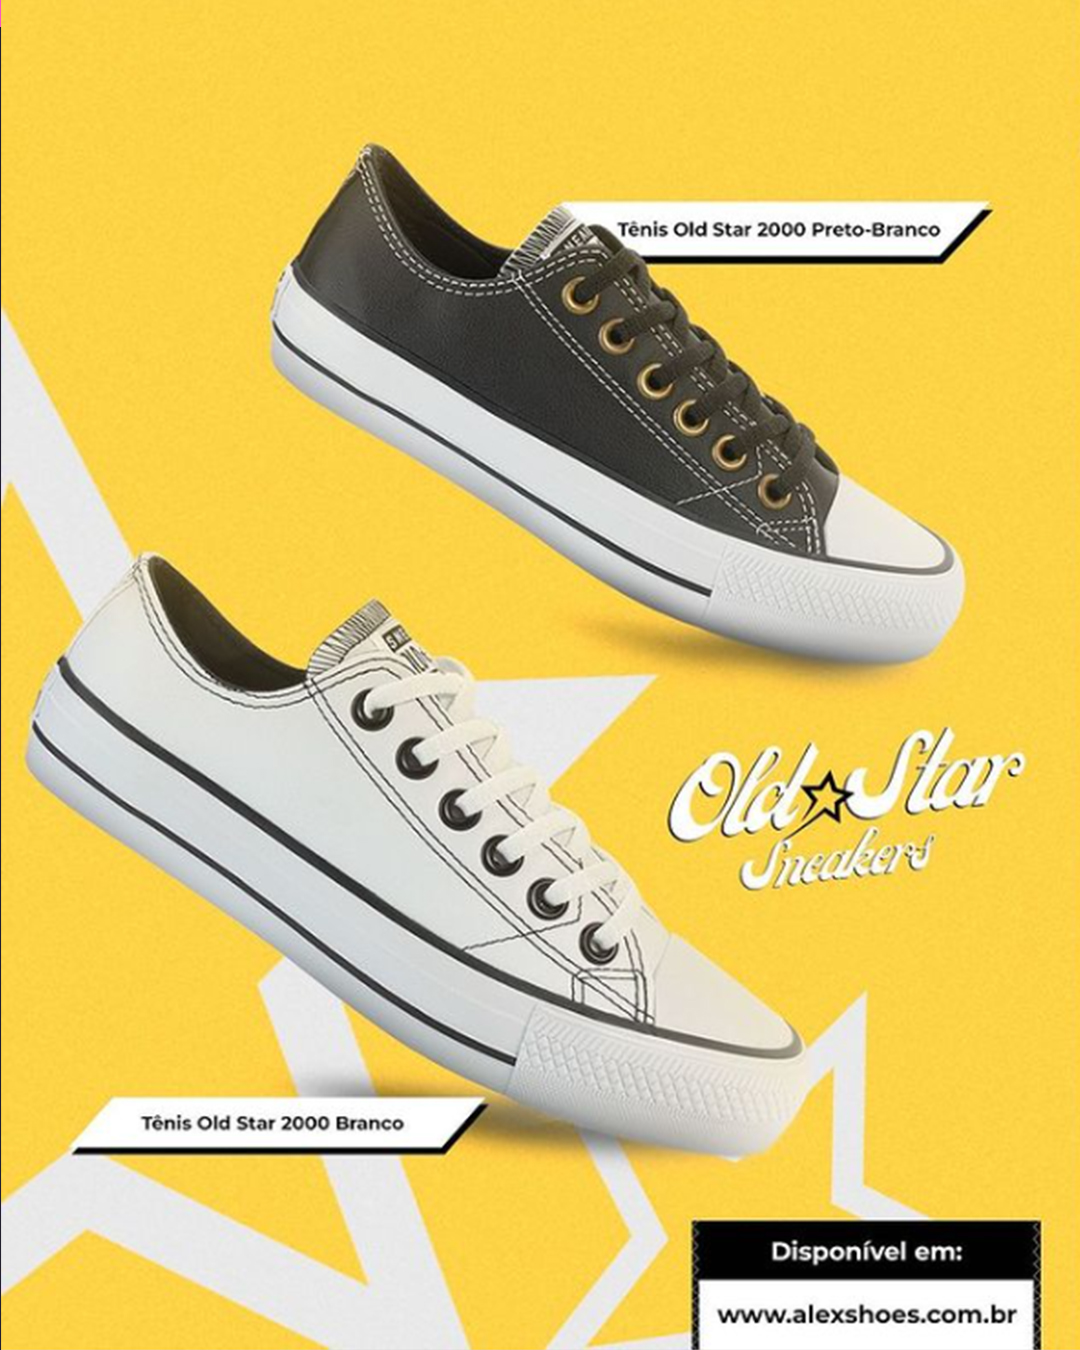 Tênis Old Star 2000 Preto-Branco
Old Star
Sneakers
Tênis Old Star 2000 Branco
Disponível em:
www.alexshoes.com.br